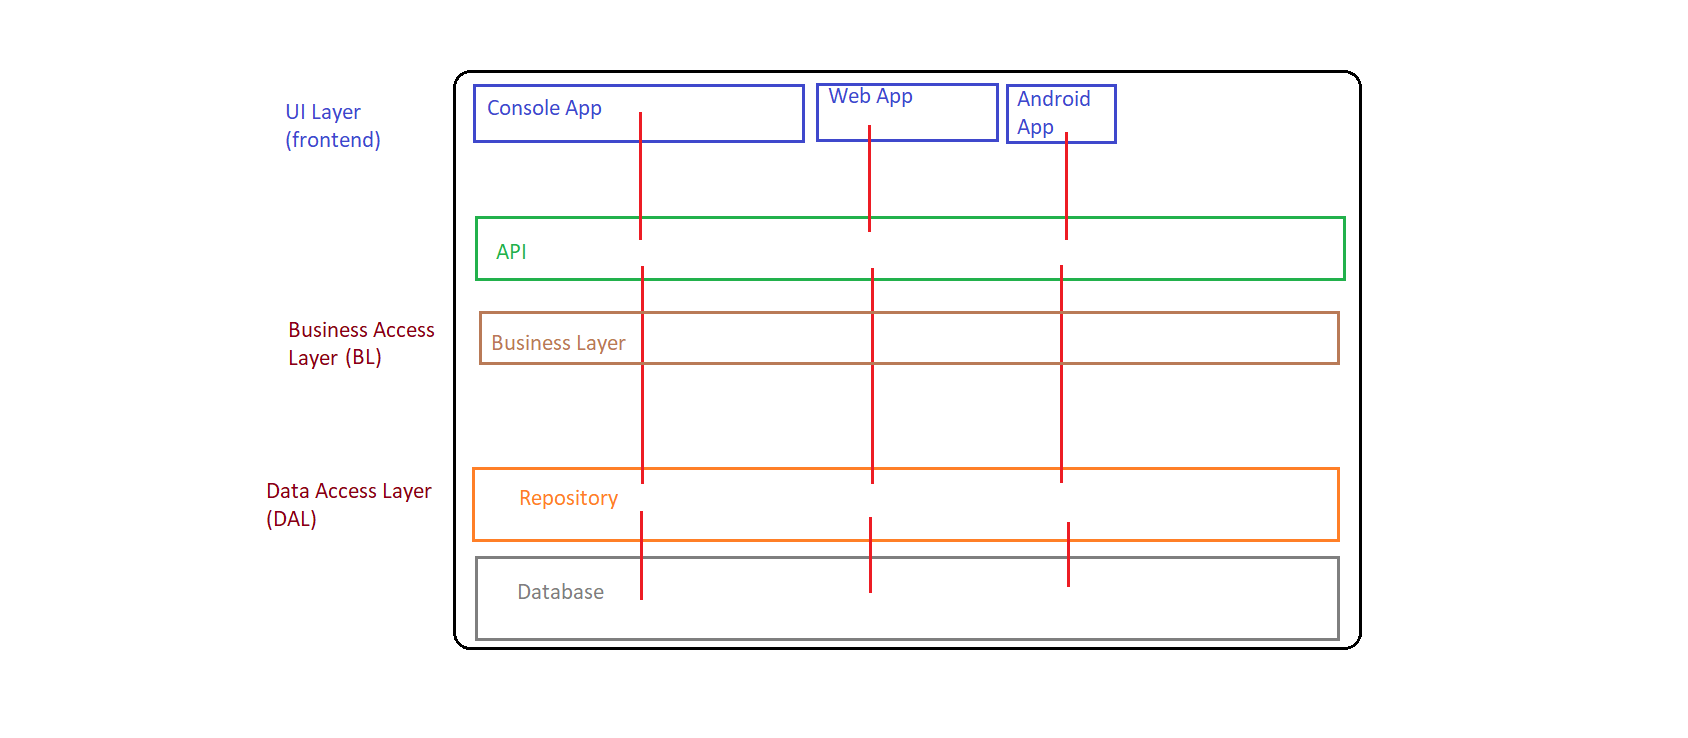 UI Layer
(frontend)
Console App
Web App
Android
App
API
Business Access
Layer (BL)
Business Layer
Data Access Layer
(DAL)
Repository
Database